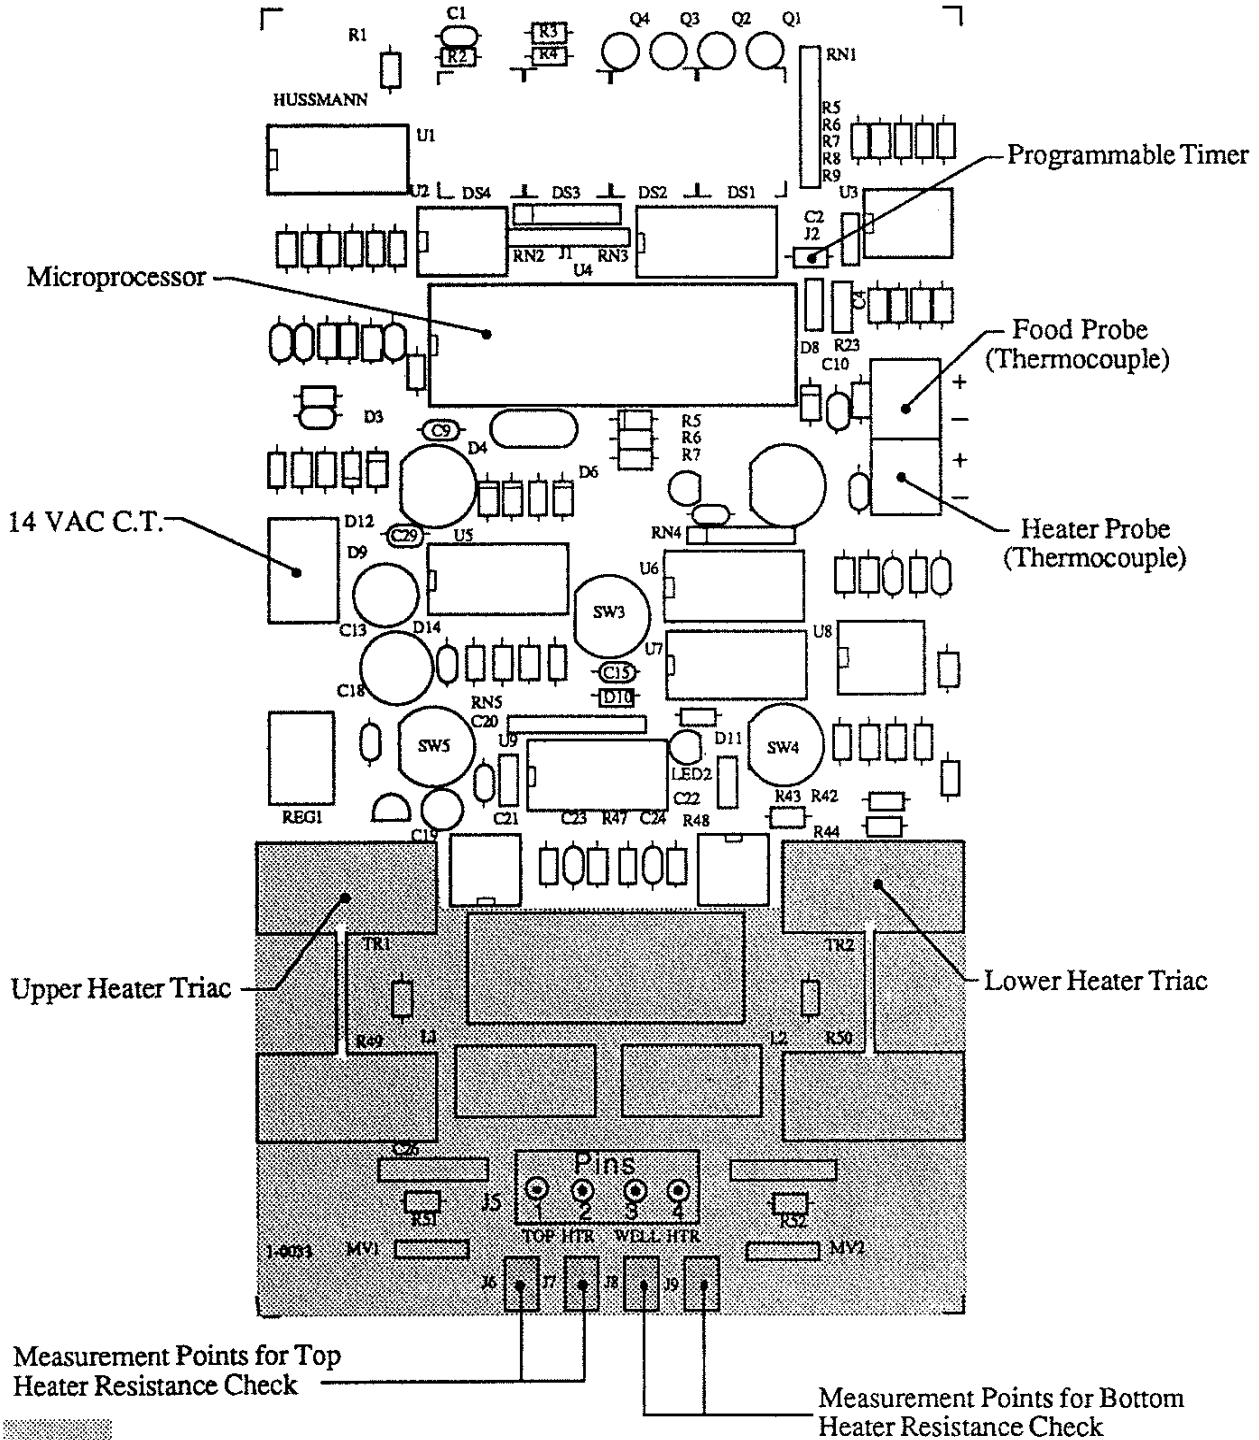 C1
Q4 Q3 Q2 Q1
R1
R3
R2
R4
RN1
HUSSMANN
R5
R6
R7
R8
R9
U1
Programmable Timer
U2
DS4
DS3
DS2
DS1
U3
C2
J2
J1
RN2
RN3
U4
Microprocessor
C4
Food Probe
(Thermocouple)
D8
R23
C10
+
–
D3
C9
R5
R6
R7
D4
D6
+
–
14 VAC C.T.
D12
C29
U5
RN4
Heater Probe
(Thermocouple)
D9
U6
SW3
C13
D14
U7
U8
C15
C18
D10
RN5
C20
SW5
U9
D11
SW4
LED2
C22
R43 R42
REG1
C19
C21
C23 R47 C24 R48
R44
TR1
TR2
Upper Heater Triac
Lower Heater Triac
R49
L1
L2
R50
C26
Pins
J5
1 2 3 4
R51
R52
TOP HTR WELL HTR
1-0033
MV1
MV2
J6
J7
J8
J9
Measurement Points for Top
Heater Resistance Check
Measurement Points for Bottom
Heater Resistance Check